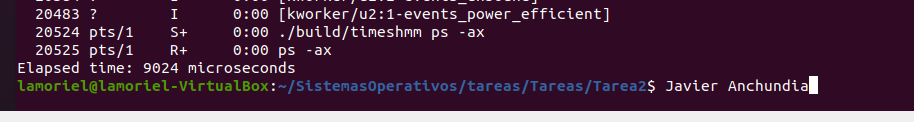 20483 ?        I      0:00 [kworker/u2:1-events_power_efficient]
20524 pts/1    S+     0:00 ./build/timeshmm ps -ax
20525 pts/1    R+     0:00 ps -ax
Elapsed time: 9024 microseconds
lamoriel@lamoriel-VirtualBox:~/SistemasOperativos/tareas/Tareas/Tarea2$ Javier Anchundia